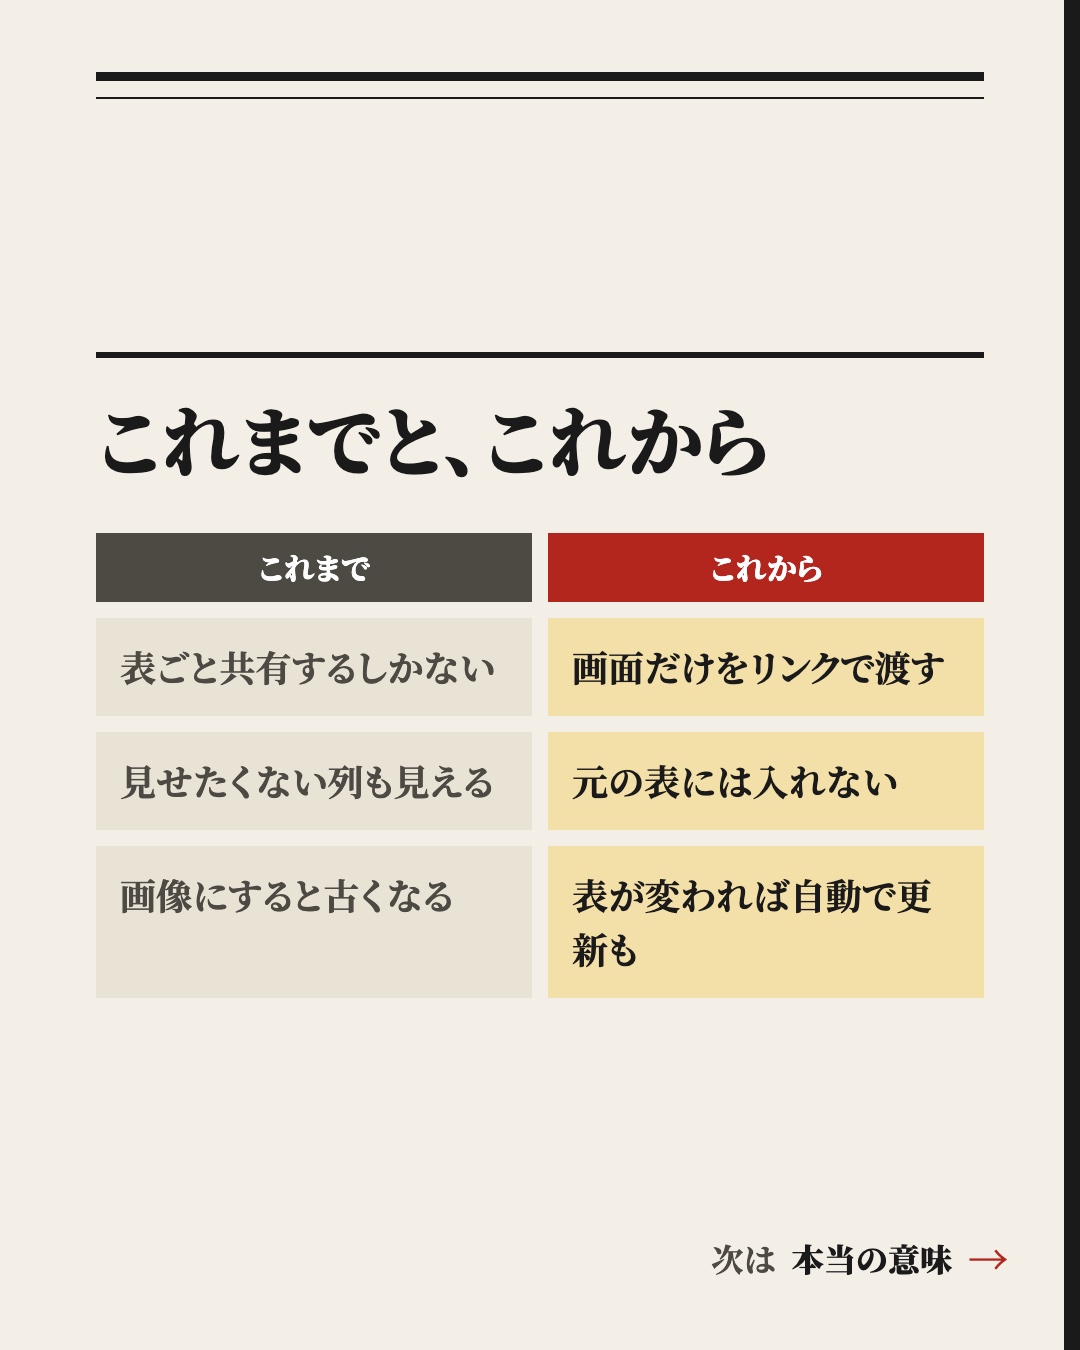 これまでと、これから
これまで
これから
表ごと共有するしかない
画面だけをリンクで渡す
見せたくない列も見える
元の表には入れない
画像にすると古くなる
表が変われば自動で更
新も
次は 本当の意味 →